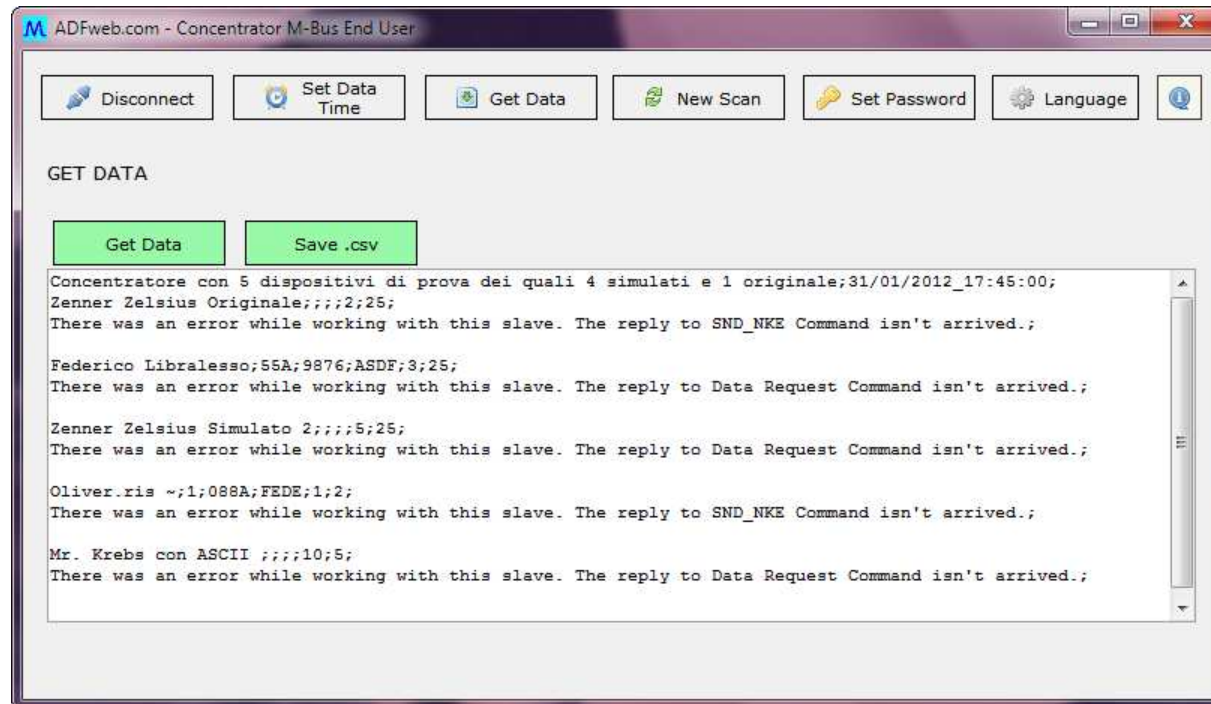 ADFweb.com - Concentrator M-Bus End User
Disconnect
Set Data
Time
Get Data
New Scan
Set Password
Language
GET DATA
Get Data
Save .csv
Concentratore con 5 dispositivi di prova dei quali 4 simulati e 1 originale;31/01/2012_17:45:00;
Zenner Zelsius Originale;;;;2;25;
There was an error while working with this slave. The reply to SND_NKE Command isn't arrived.;
Federico Libralesso;55A;9876;ASDF;3;25;
There was an error while working with this slave. The reply to Data Request Command isn't arrived.;
Zenner Zelsius Simulato 2;;;;5;25;
There was an error while working with this slave. The reply to Data Request Command isn't arrived.;
Oliver.ris ~;1;088A;FEDE;1;2;
There was an error while working with this slave. The reply to SND_NKE Command isn't arrived.;
Mr. Krebs con ASCII ;;;;10;5;
There was an error while working with this slave. The reply to Data Request Command isn't arrived.;